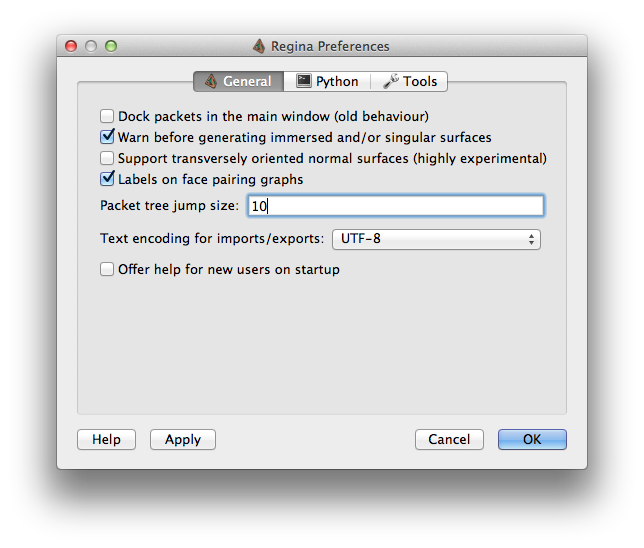 Regina Preferences
General Python Tools
Dock packets in the main window (old behaviour)
Warn before generating immersed and/or singular surfaces
Support transversely oriented normal surfaces (highly experimental)
Labels on face pairing graphs
Packet tree jump size: 10
Text encoding for imports/exports: UTF-8
Offer help for new users on startup
Help Apply Cancel OK